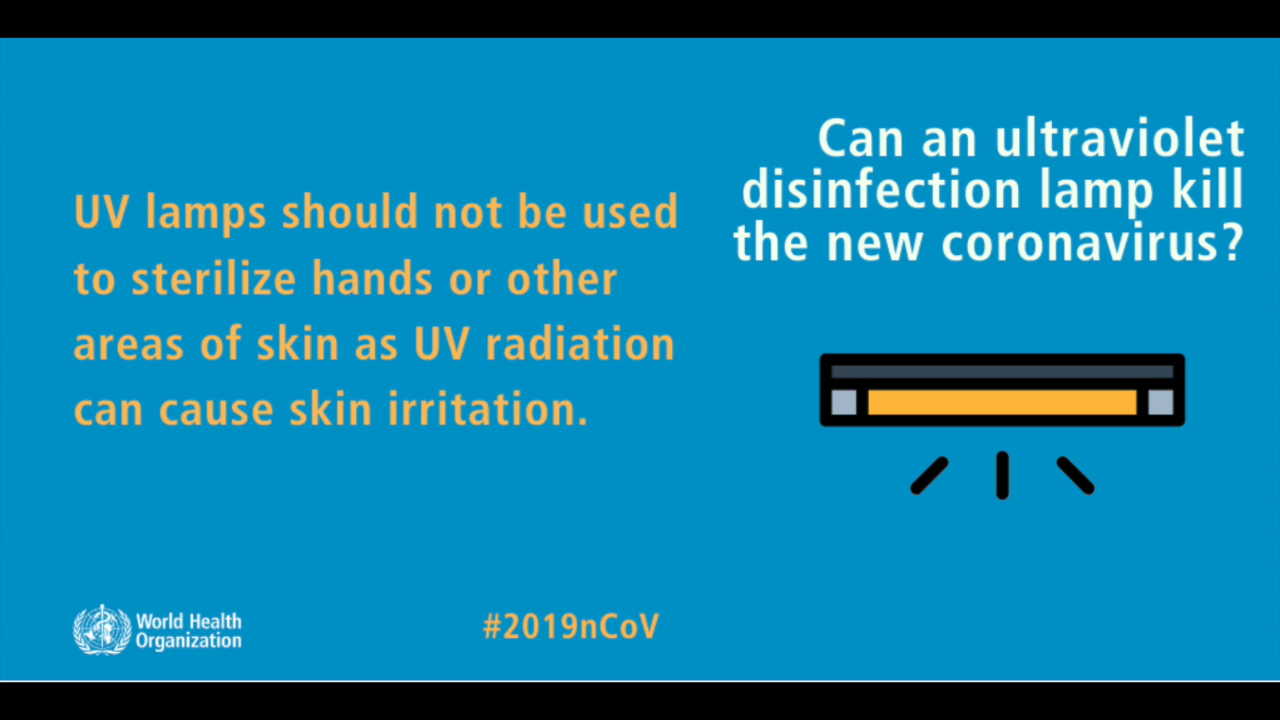 Can an ultraviolet
disinfection lamp kill
the new coronavirus?
UV lamps should not be used
to sterilize hands or other
areas of skin as UV radiation
can cause skin irritation.
World Health
Organization
#2019nCoV